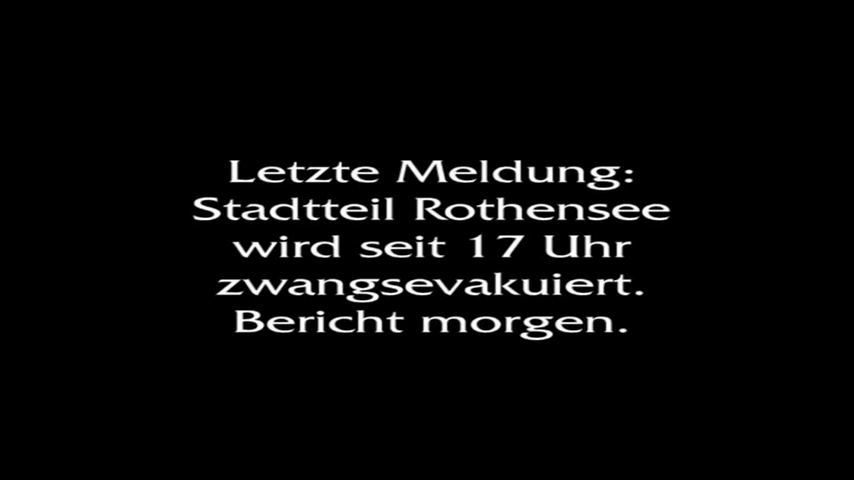 Letzte Meldung:
Stadtteil Rothensee
wird seit 17 Uhr
zwangsevakuiert.
Bericht morgen.